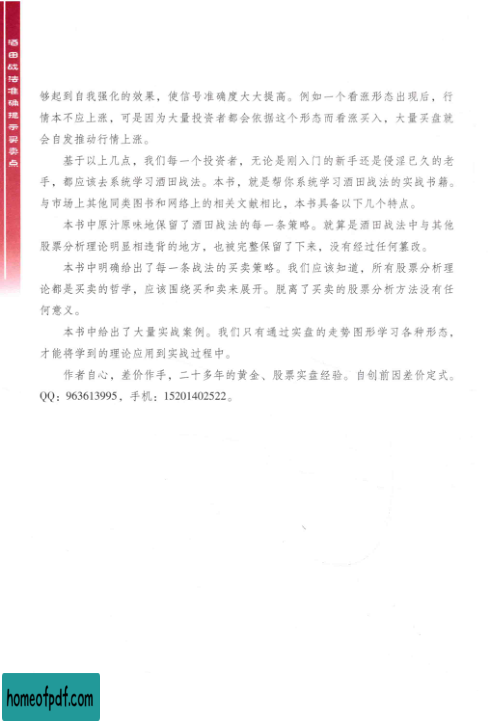 酒田战法准确提示买卖点
够起到自我强化的效果，使信号准确度大大提高。例如一个看涨形态出现后，行
情本不应上涨，可是因为大量投资者都会依据这个形态而看涨买入，大量买盘就
会自发推动行情上涨。
基于以上几点，我们每一个投资者，无论是刚入门的新手还是侵淫已久的老
手，都应该去系统学习酒田战法。本书，就是帮你系统学习酒田战法的实战书籍。
与市场上其他同类图书和网络上的相关文献相比，本书具备以下几个特点。
本书中原汁原味地保留了酒田战法的每一条策略。就算是酒田战法中与其他
股票分析理论明显相违背的地方，也被完整保留了下来，没有经过任何篡改。
本书中明确给出了每一条战法的买卖策略。我们应该知道，所有股票分析理
论都是买卖的哲学，应该围绕买和卖来展开。脱离了买卖的股票分析方法没有任
何意义。
本书中给出了大量实战案例。我们只有通过实盘的走势图形学习各种形态，
才能将学到的理论应用到实战过程中。
作者自心，差价作手，二十多年的黄金、股票实盘经验。自创前因差价定式。
QQ：963613995，手机：15201402522。
homeofpdf.com